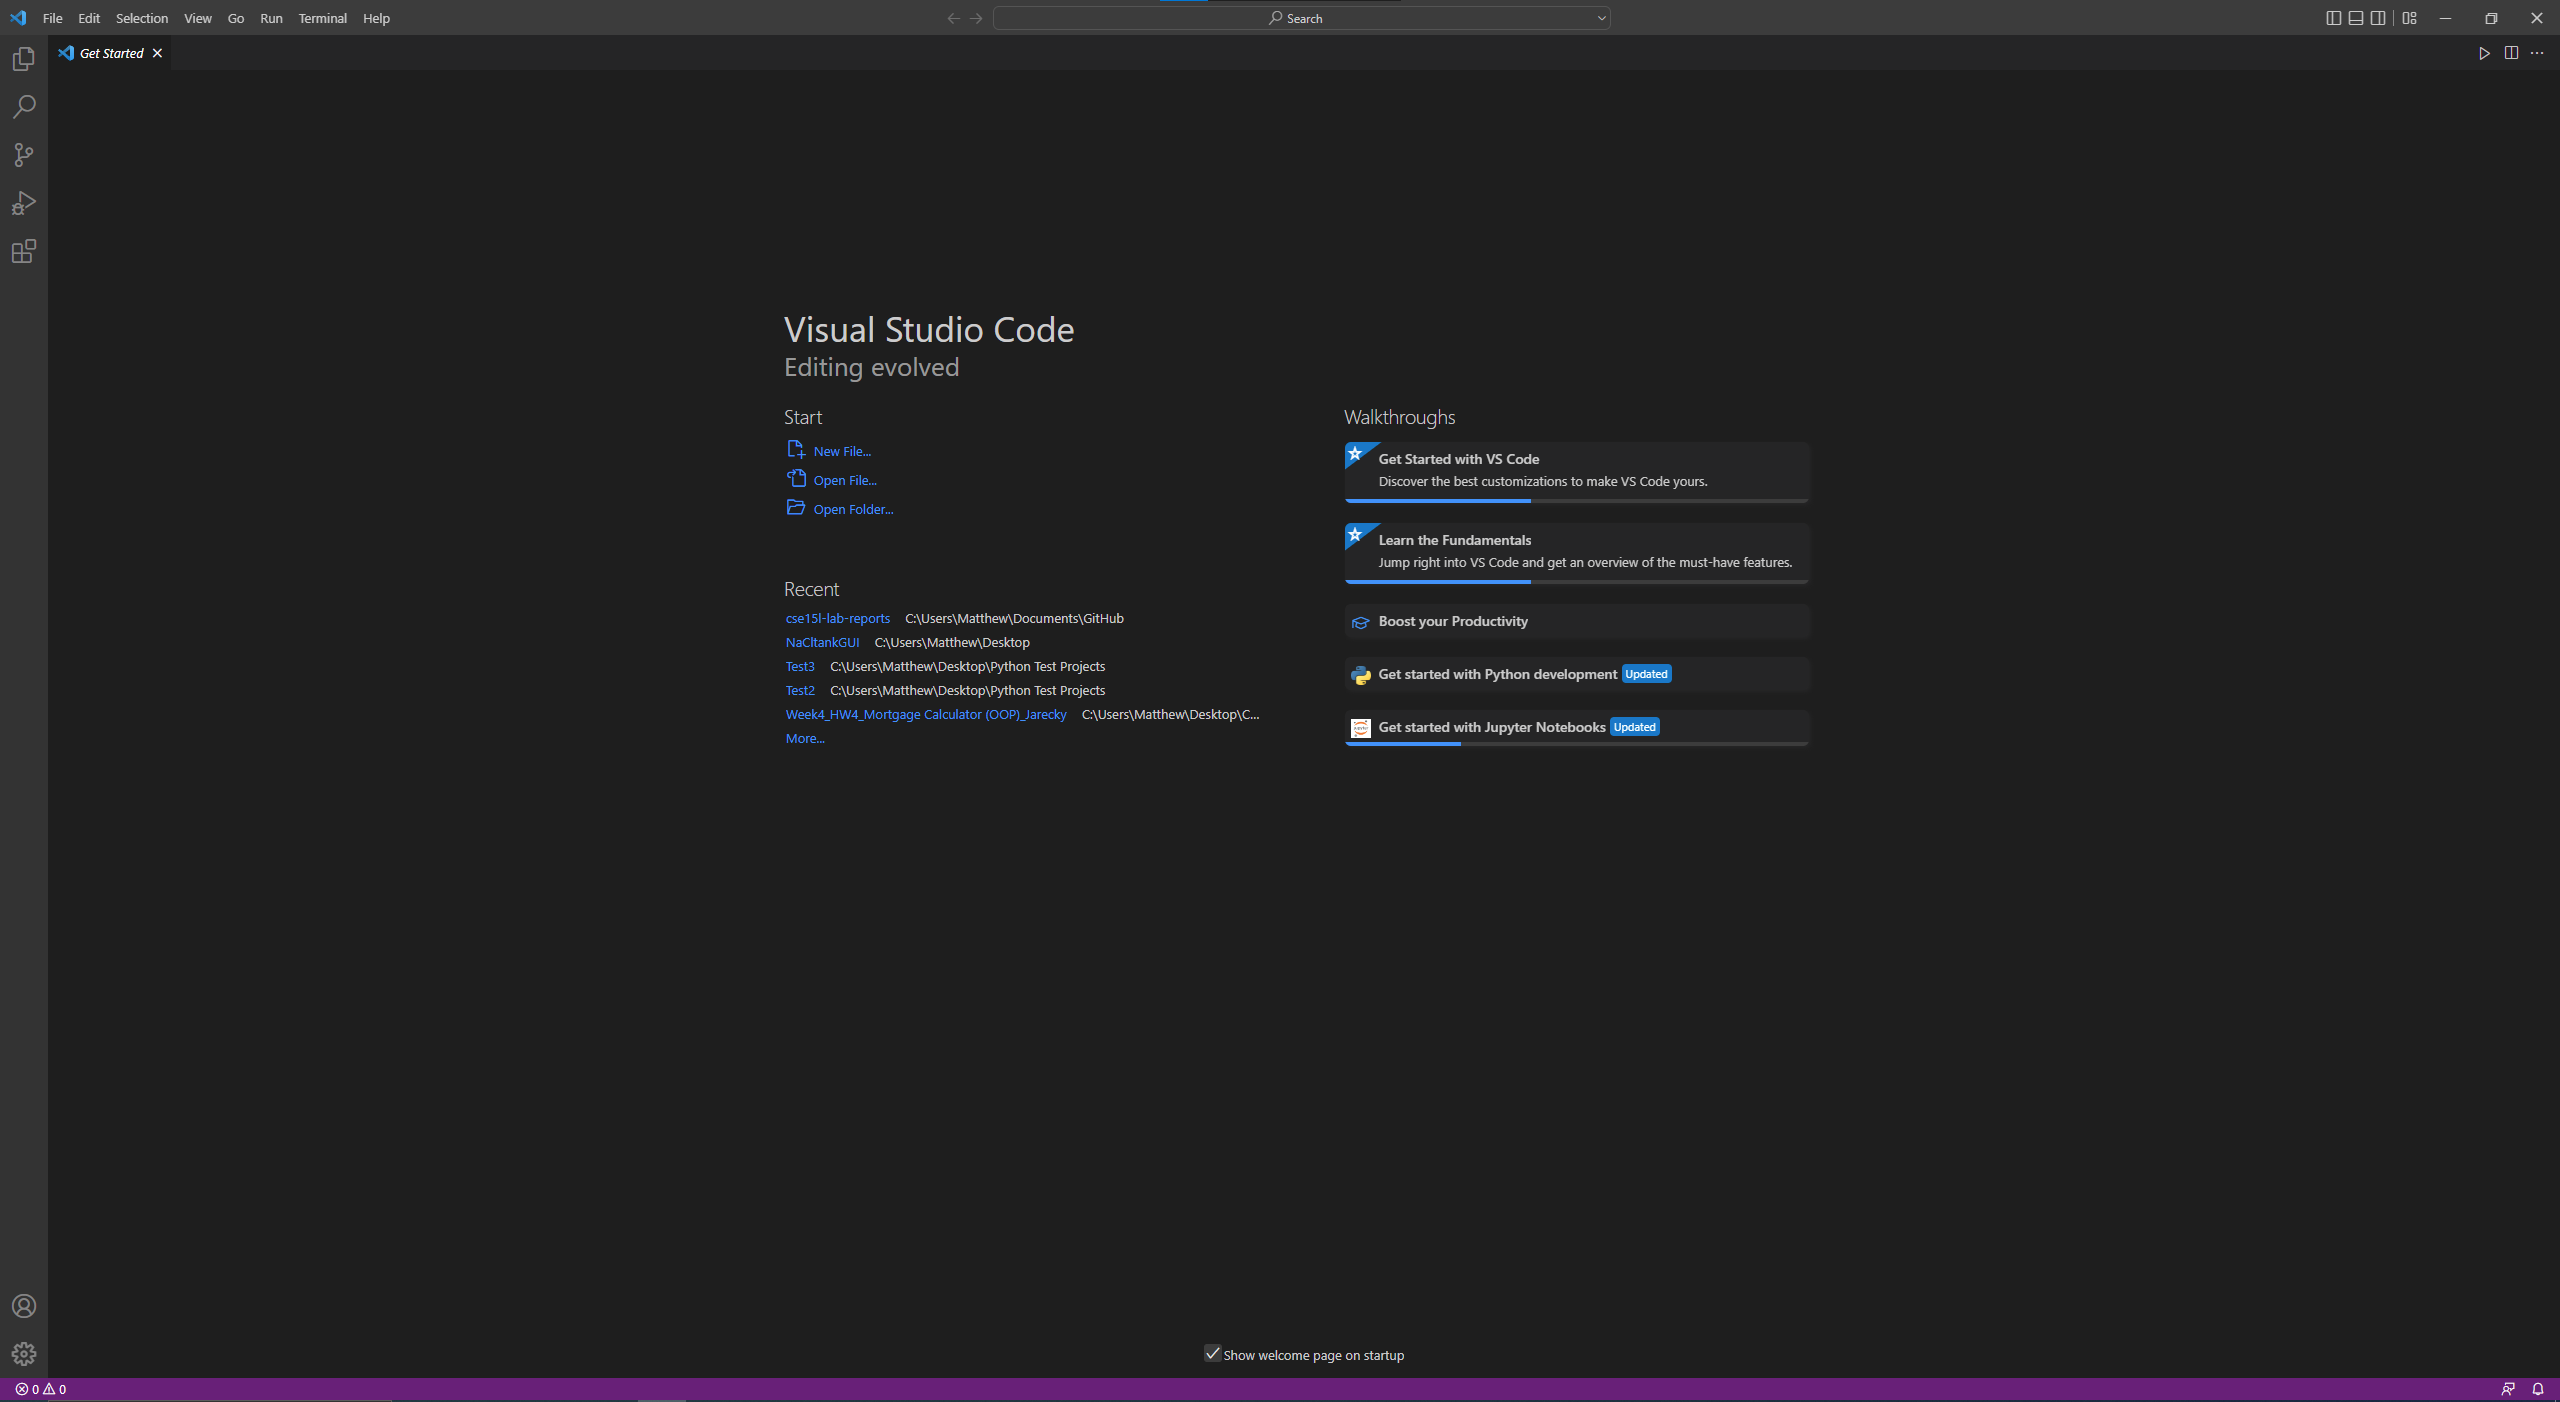 File Edit Selection View Go Run Terminal Help
Search
Get Started
Visual Studio Code
Editing evolved
Start
New File...
Open File...
Open Folder...
Recent
cse15l-lab-reports C:\Users\Matthew\Documents\GitHub
NaCltankGUI C:\Users\Matthew\Desktop
Test3 C:\Users\Matthew\Desktop\Python Test Projects
Test2 C:\Users\Matthew\Desktop\Python Test Projects
Week4_HW4_Mortgage Calculator (OOP)_Jarecky C:\Users\Matthew\Desktop\C...
More...
Walkthroughs
Get Started with VS Code
Discover the best customizations to make VS Code yours.
Learn the Fundamentals
Jump right into VS Code and get an overview of the must-have features.
Boost your Productivity
Get started with Python development Updated
Get started with Jupyter Notebooks Updated
Show welcome page on startup
0 0